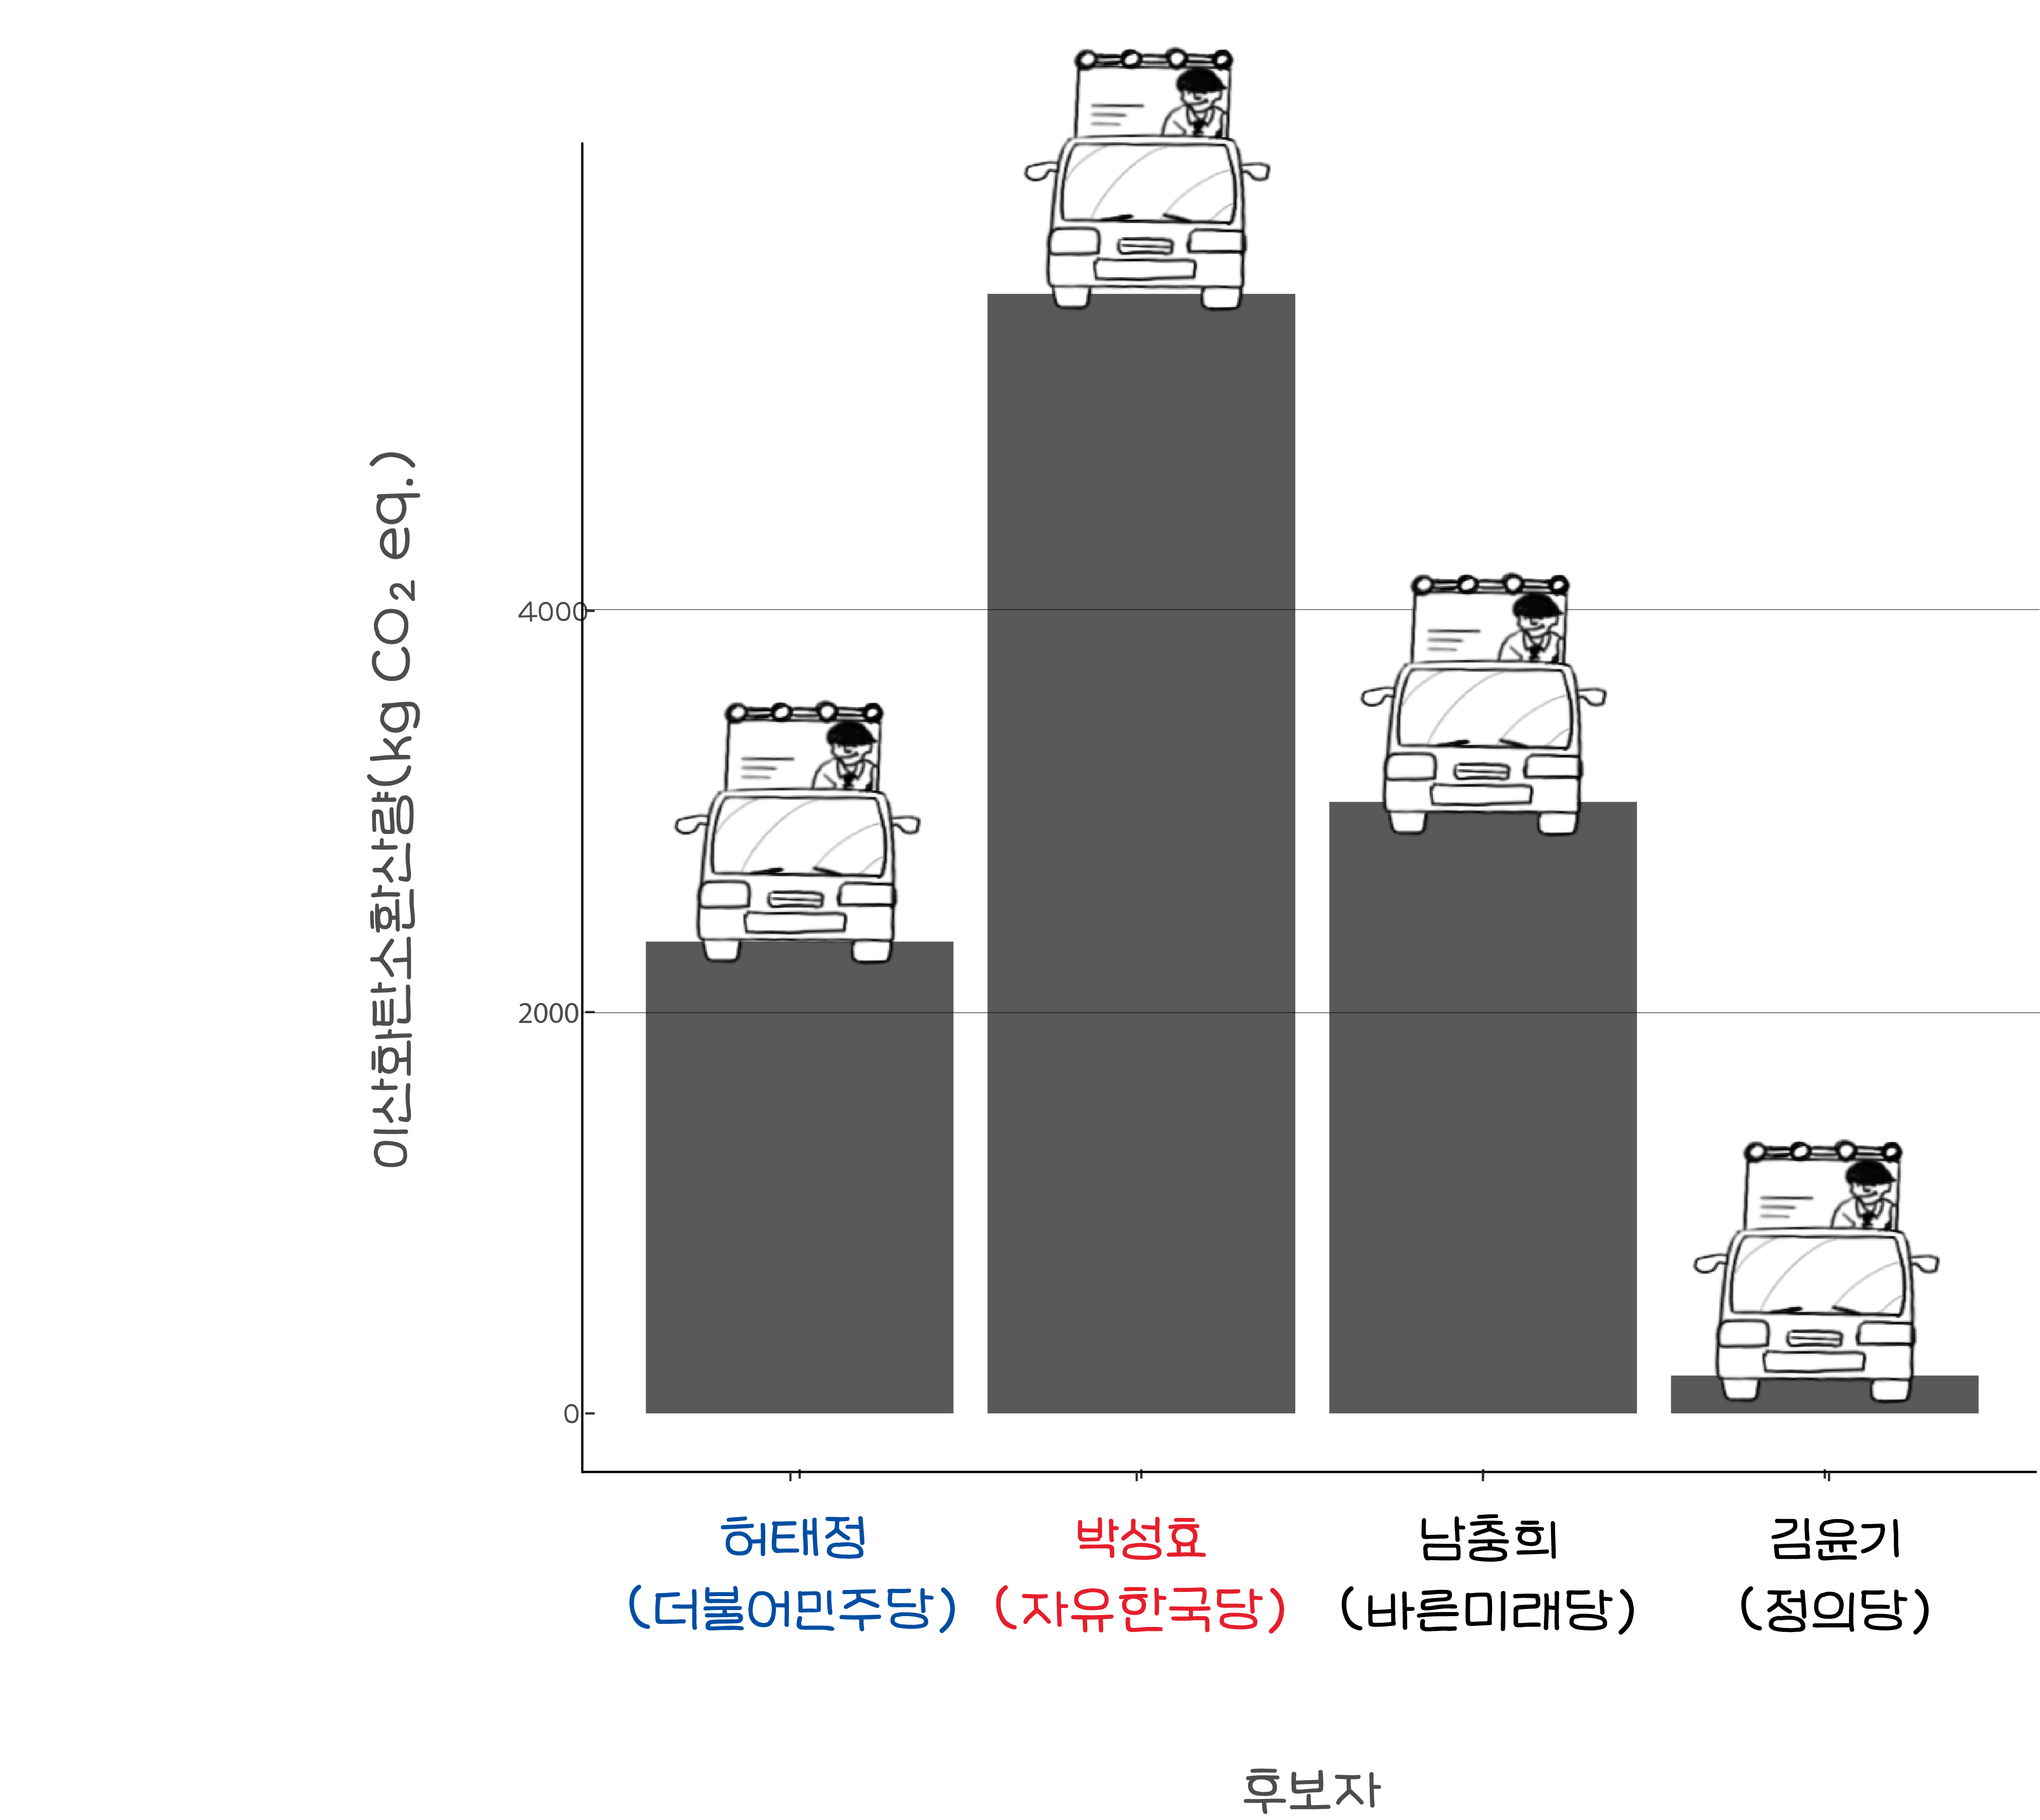 이산화탄소환산량(kg CO₂ eq.)
4000
2000
0
허태정 박성효 남충희 김윤기
(더불어민주당) (자유한국당) (바른미래당) (정의당)
후보자